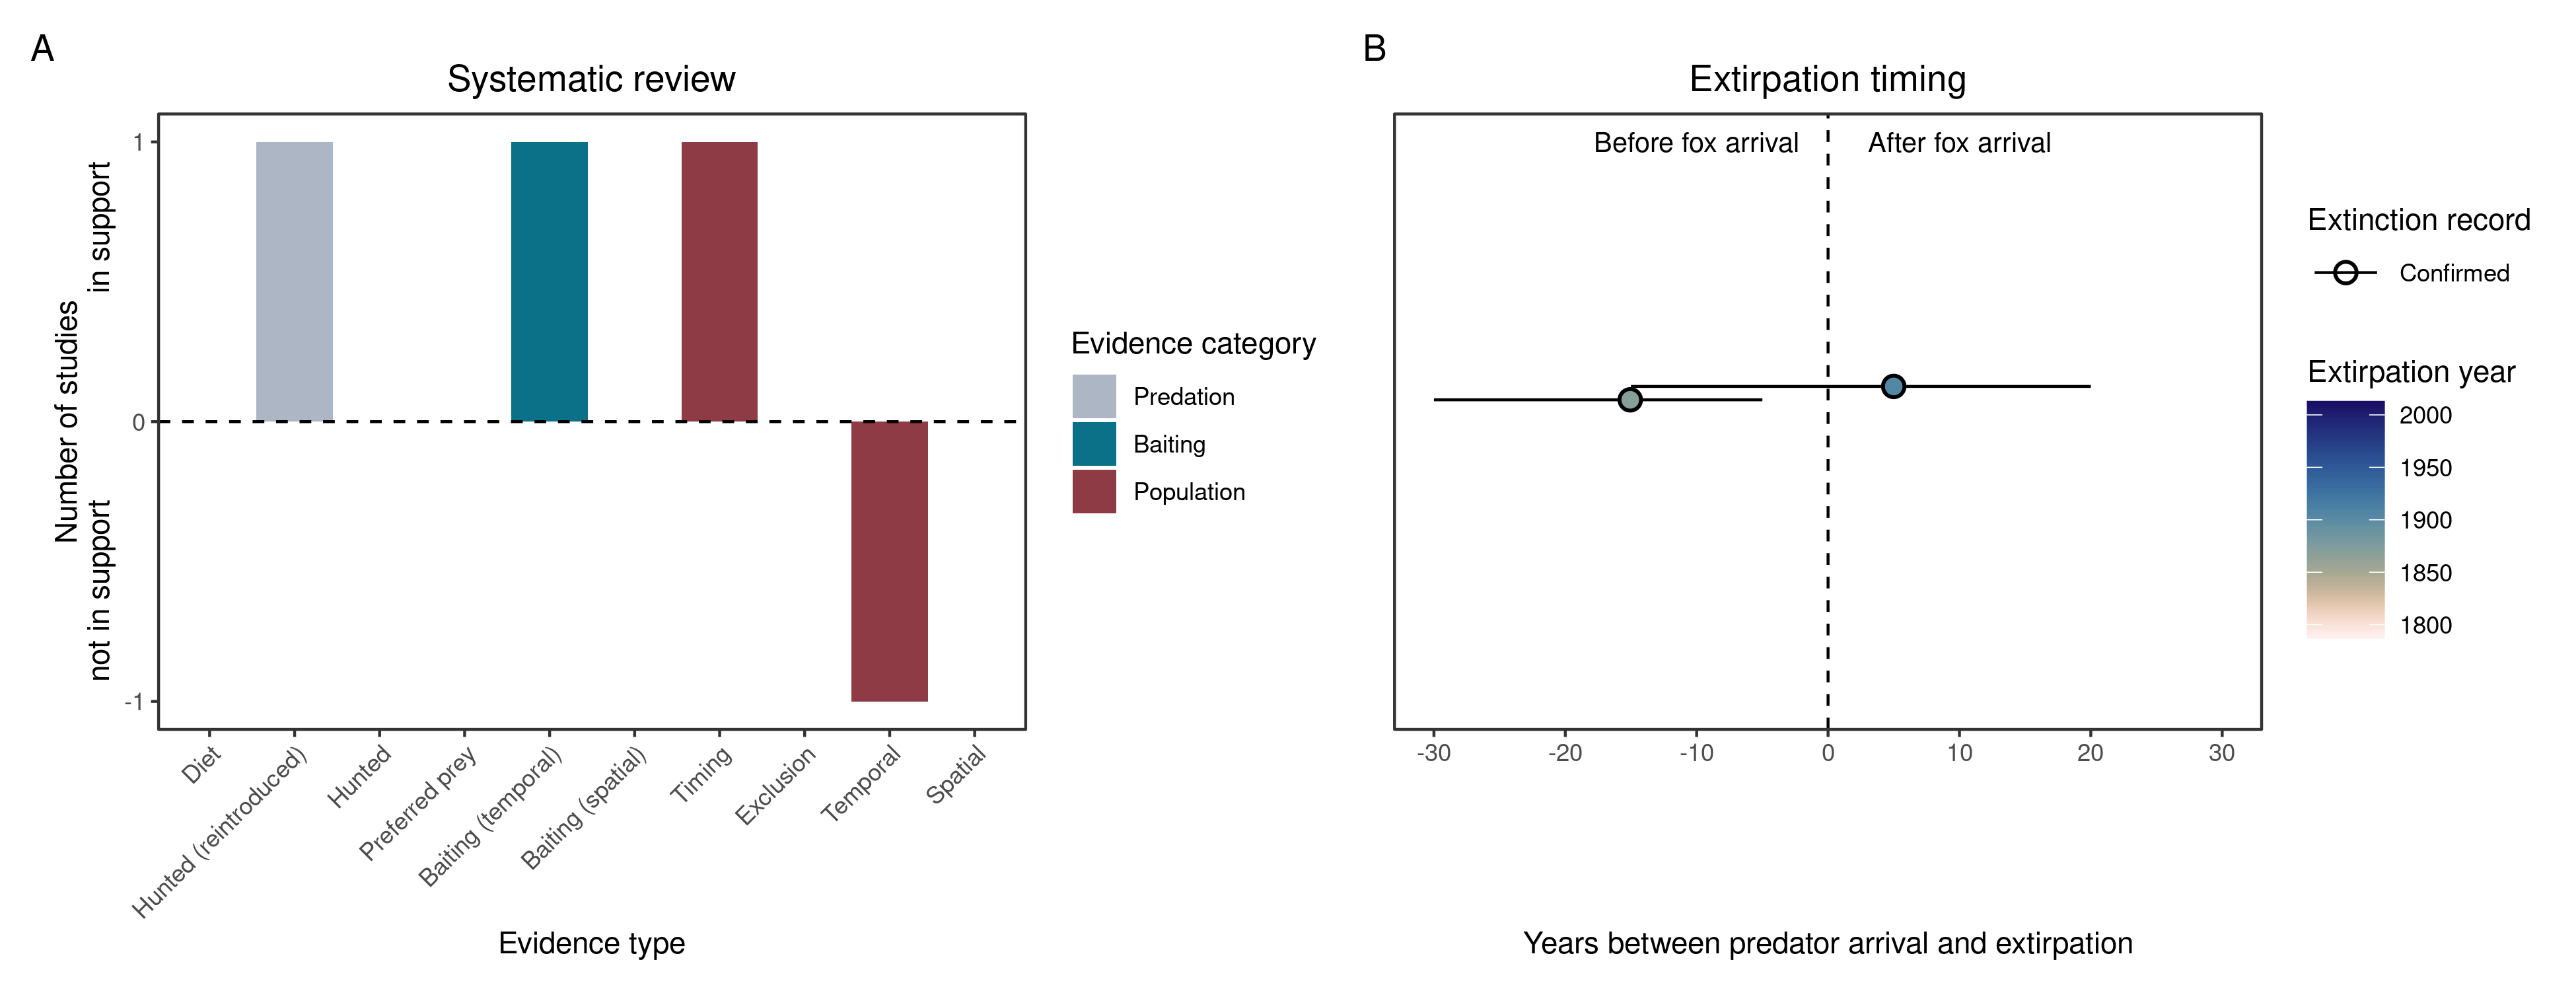 A
Systematic review
Number of studies
in support
not in support
1
0
-1
Diet
Hunted (reintroduced)
Hunted
Preferred prey
Baiting (temporal)
Baiting (spatial)
Timing
Exclusion
Temporal
Spatial
Evidence type
Evidence category
Predation
Baiting
Population
B
Extirpation timing
Before fox arrival
After fox arrival
-30
-20
-10
0
10
20
30
Years between predator arrival and extirpation
Extinction record
Confirmed
Extirpation year
2000
1950
1900
1850
1800